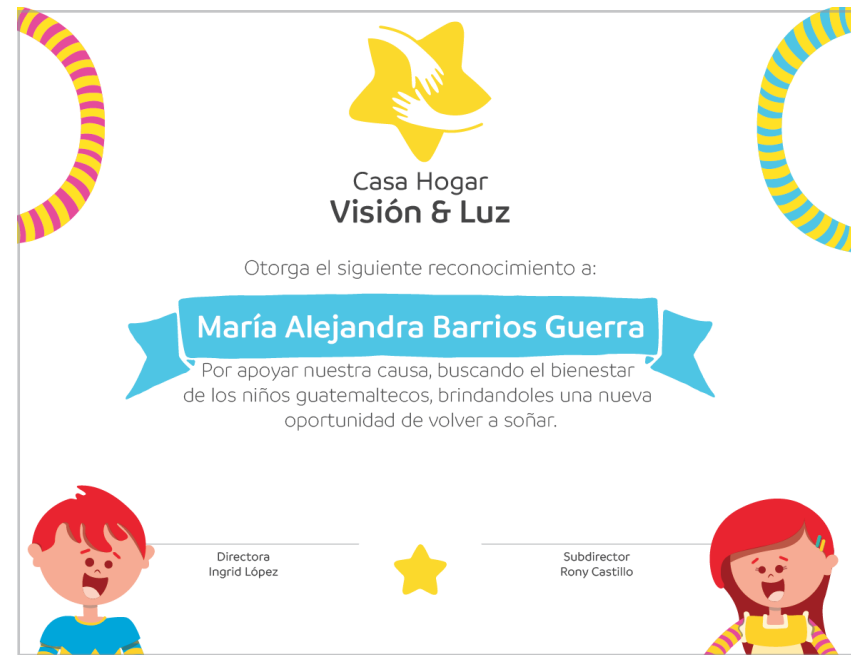 Casa Hogar
Visión & Luz
Otorga el siguiente reconocimiento a:
María Alejandra Barrios Guerra
Por apoyar nuestra causa, buscando el bienestar
de los niños guatemaltecos, brindandoles una nueva
oportunidad de volver a soñar.
Directora
Ingrid López
Subdirector
Rony Castillo